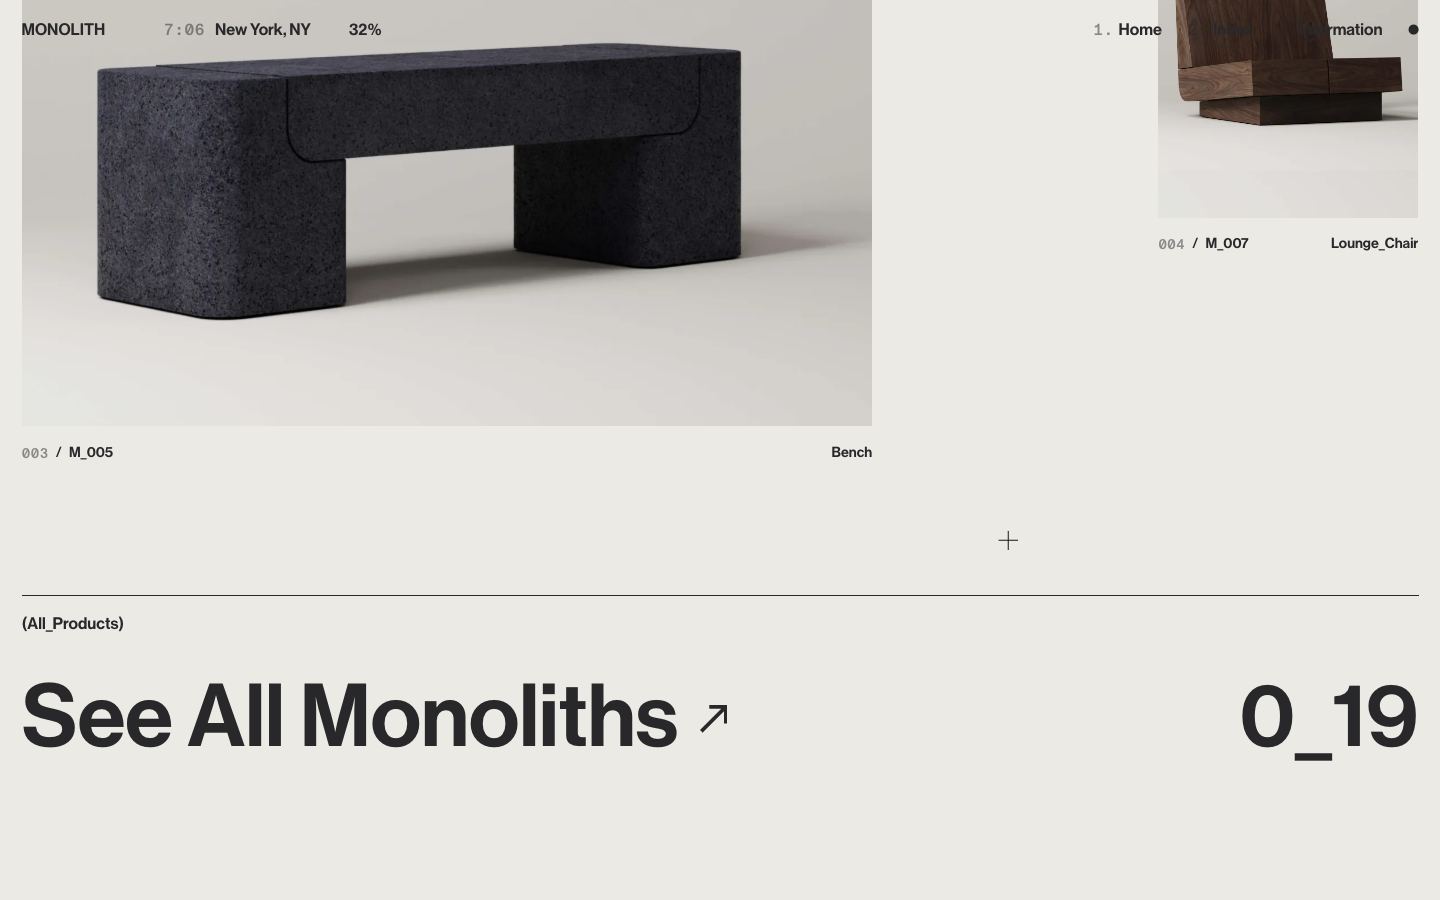 MONOLITH 7:06 New York, NY 32% 1. Home
004 / M_007 Lounge_Chair
003 / M_005 Bench
(All_Products)
See All Monoliths 0_19